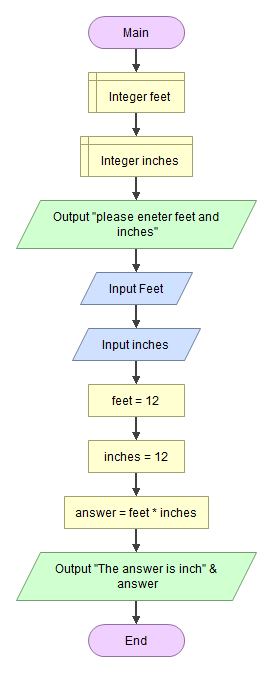 Main
Integer feet
Integer inches
Output "please eneter feet and
inches"
Input Feet
Input inches
feet = 12
inches = 12
answer = feet * inches
Output "The answer is inch" &
answer
End